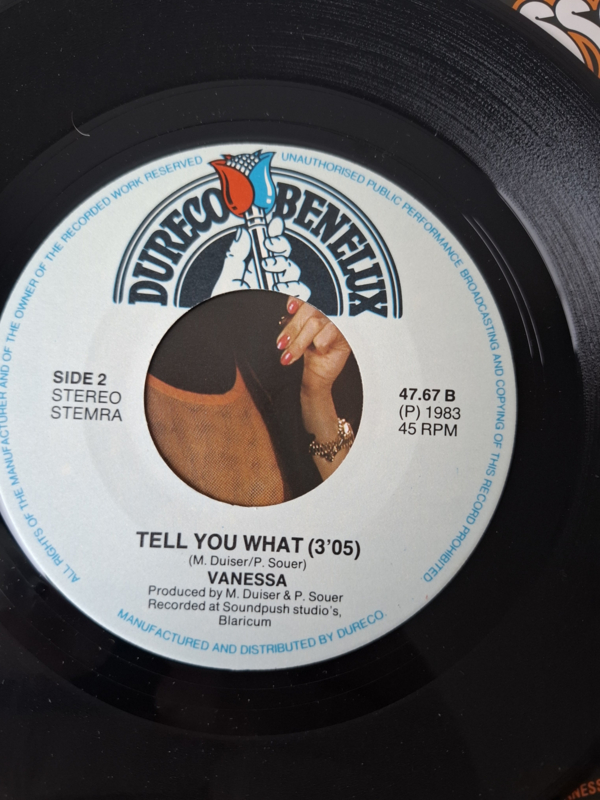 ALL RIGHTS OF THE MANUFACTURER AND OF THE OWNER OF THE RECORDED WORK RESERVED
UNAUTHORISED PUBLIC PERFORMANCE BROADCASTING AND COPYING OF THIS RECORD PROHIBITED.
DURECO BENELUX
SIDE 2
STEREO
STEMRA
47.67 B
(P) 1983
45 RPM
TELL YOU WHAT (3'05)
(M. Duiser/P. Souer)
VANESSA
Produced by M. Duiser & P. Souer
Recorded at Soundpush studio's,
Blaricum
MANUFACTURED AND DISTRIBUTED BY DURECO.